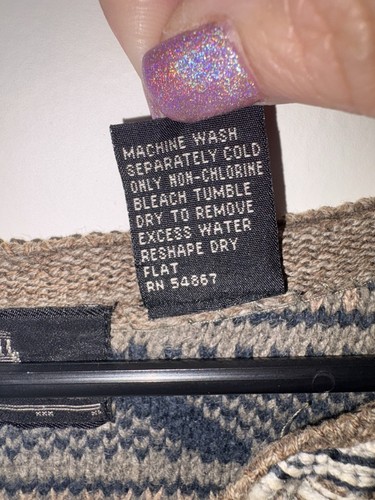 MACHINE WASH
SEPARATELY COLD
ONLY NON-CHLORINE
BLEACH TUMBLE
DRY TO REMOVE
EXCESS WATER
RESHAPE DRY
FLAT
RN 54867
XXX